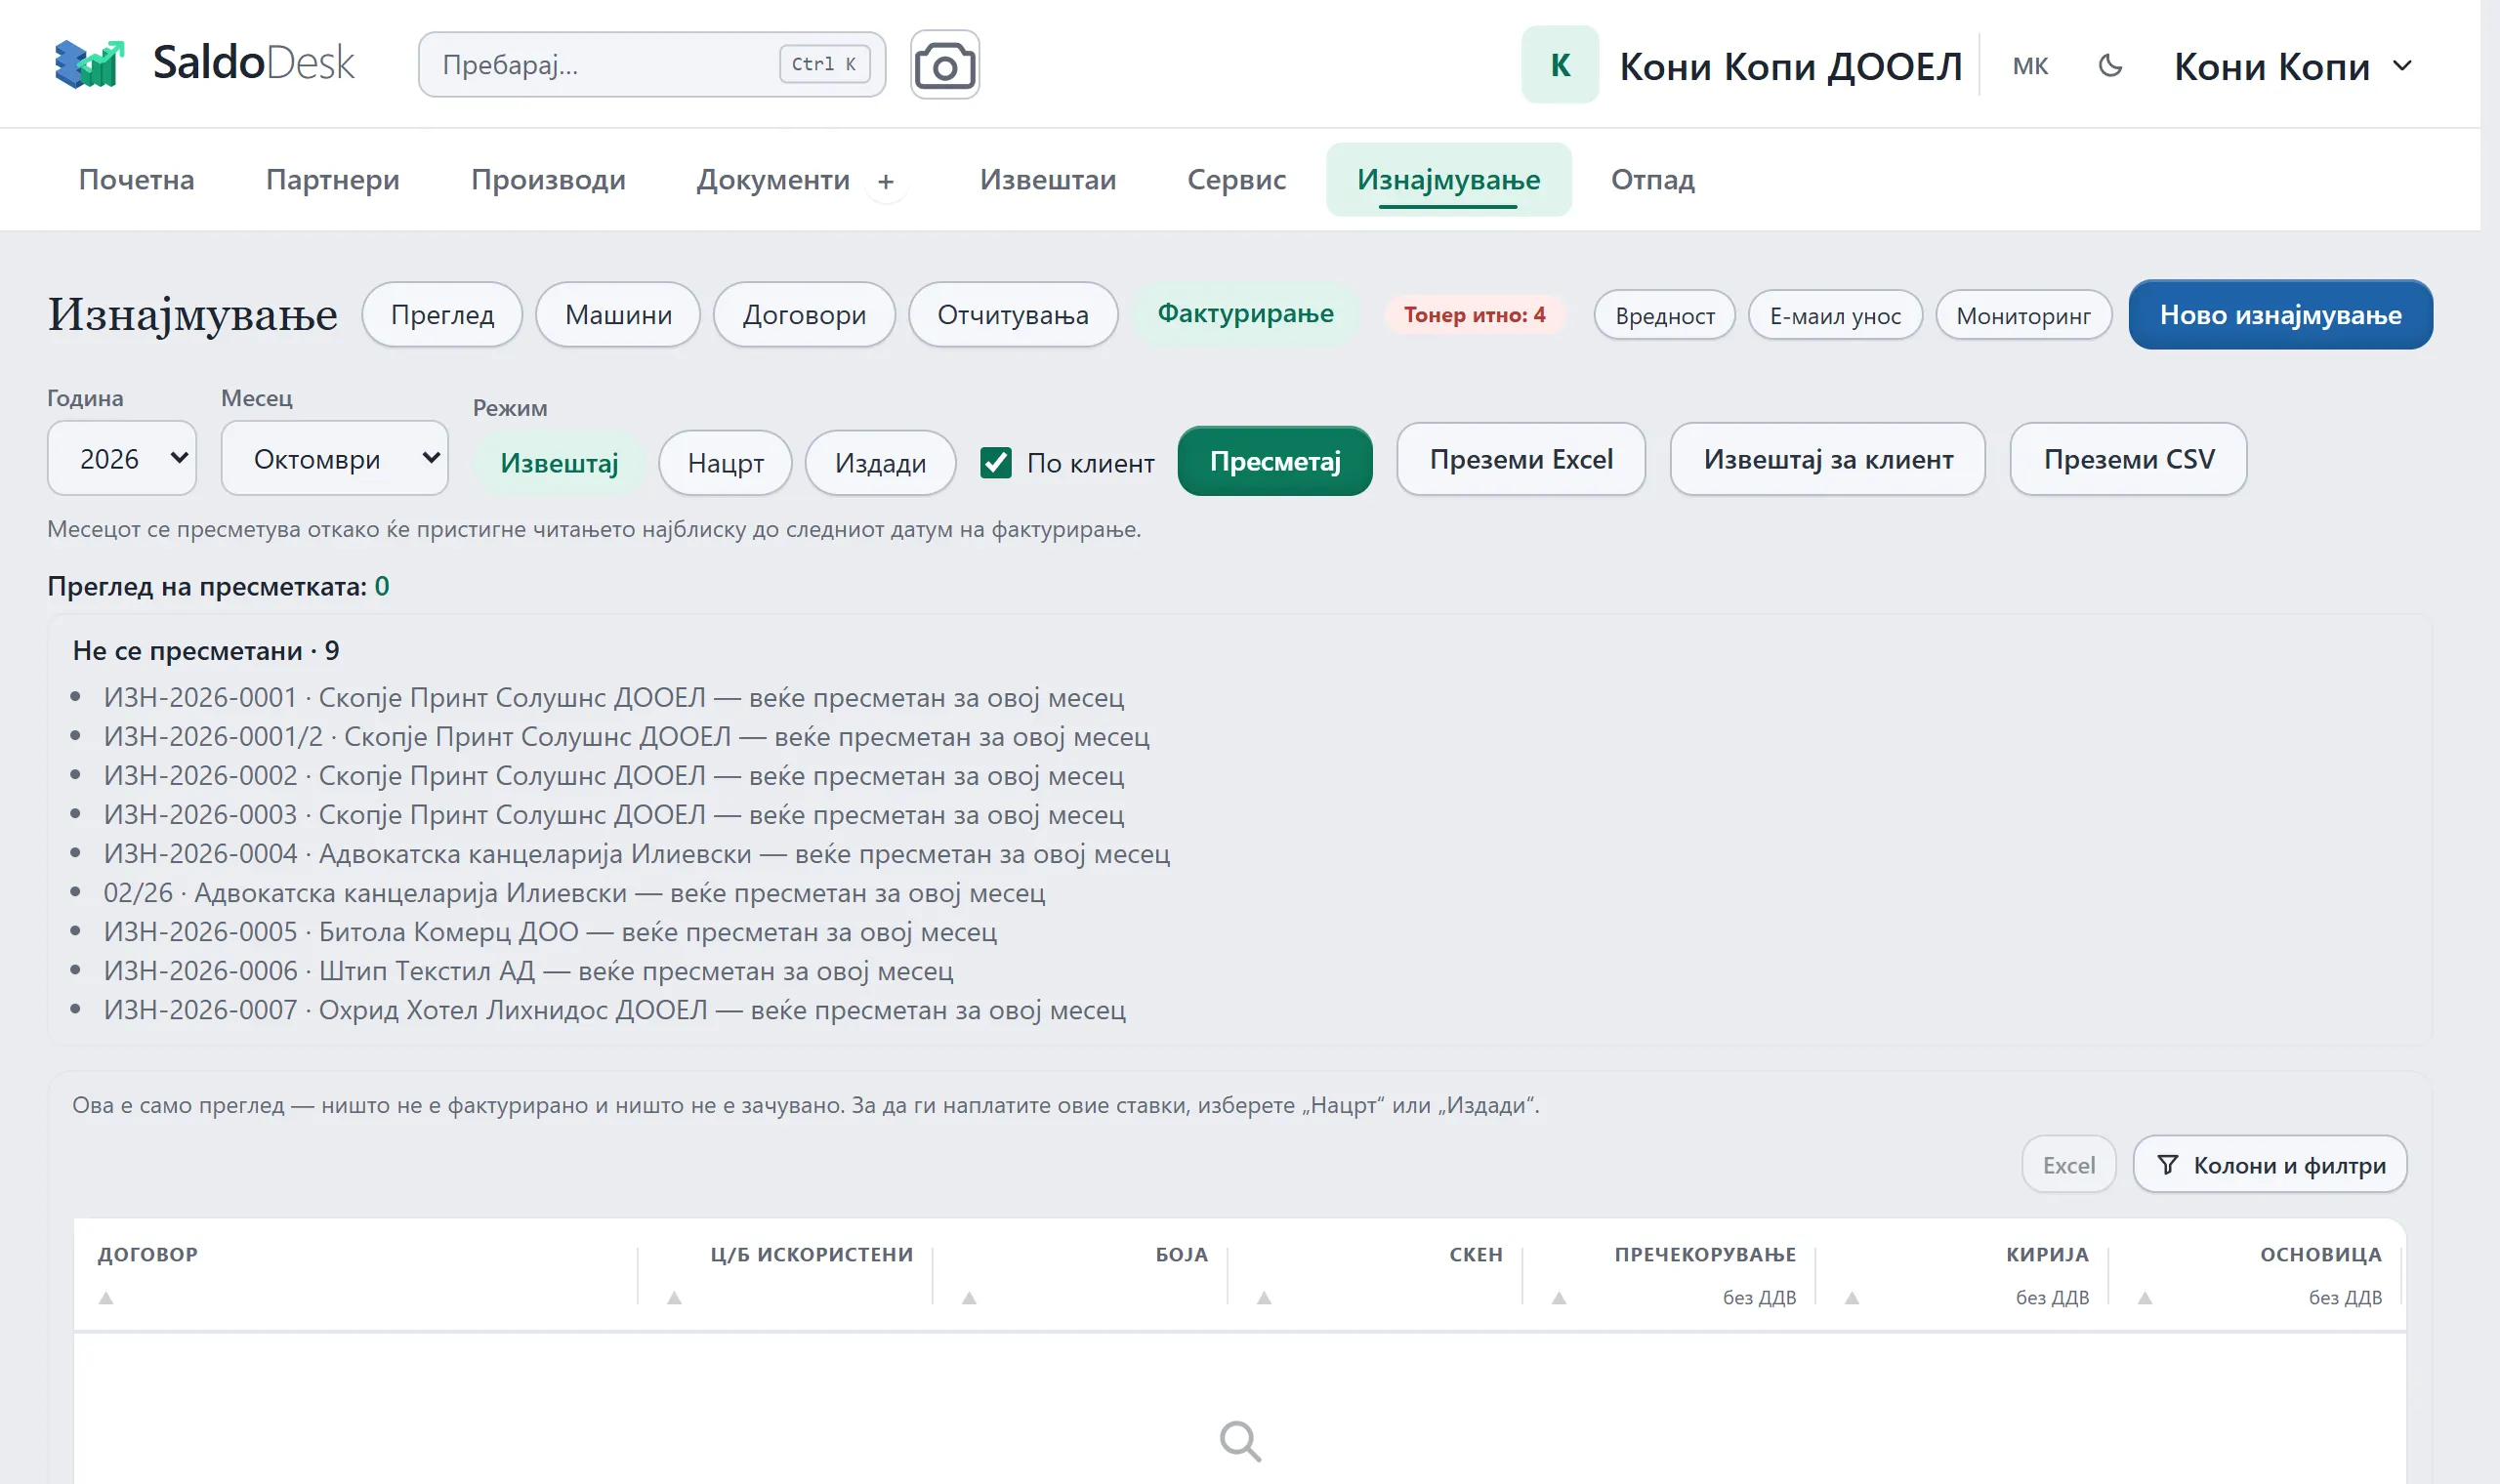 SaldoDesk
Пребарај...
Ctrl K
К
Кони Копи ДООЕЛ
МК
Кони Копи
Почетна
Партнери
Производи
Документи +
Извештаи
Сервис
Изнајмување
Отпад
Изнајмување
Преглед
Машини
Договори
Отчитувања
Фактурирање
Тонер итно: 4
Вредност
Е-маил унос
Мониторинг
Ново изнајмување
Година
2026
Месец
Октомври
Режим
Извештај
Нацрт
Издади
По клиент
Пресметај
Преземи Excel
Извештај за клиент
Преземи CSV
Месецот се пресметува откако ќе пристигне читањето најблиску до следниот датум на фактурирање.
Преглед на пресметката: 0
Не се пресметани · 9
ИЗН-2026-0001 · Скопје Принт Солушнс ДООЕЛ — веќе пресметан за овој месец
ИЗН-2026-0001/2 · Скопје Принт Солушнс ДООЕЛ — веќе пресметан за овој месец
ИЗН-2026-0002 · Скопје Принт Солушнс ДООЕЛ — веќе пресметан за овој месец
ИЗН-2026-0003 · Скопје Принт Солушнс ДООЕЛ — веќе пресметан за овој месец
ИЗН-2026-0004 · Адвокатска канцеларија Илиевски — веќе пресметан за овој месец
02/26 · Адвокатска канцеларија Илиевски — веќе пресметан за овој месец
ИЗН-2026-0005 · Битола Комерц ДОО — веќе пресметан за овој месец
ИЗН-2026-0006 · Штип Текстил АД — веќе пресметан за овој месец
ИЗН-2026-0007 · Охрид Хотел Лихнидос ДООЕЛ — веќе пресметан за овој месец
Ова е само преглед — ништо не е фактурирано и ништо не е зачувано. За да ги наплатите овие ставки, изберете „Нацрт“ или „Издади“.
Excel
Колони и филтри
ДОГОВОР
Ц/Б ИСКОРИСТЕНИ
БОЈА
СКЕН
ПРЕЧЕКОРУВАЊЕ
без ДДВ
КИРИЈА
без ДДВ
ОСНОВИЦА
без ДДВ